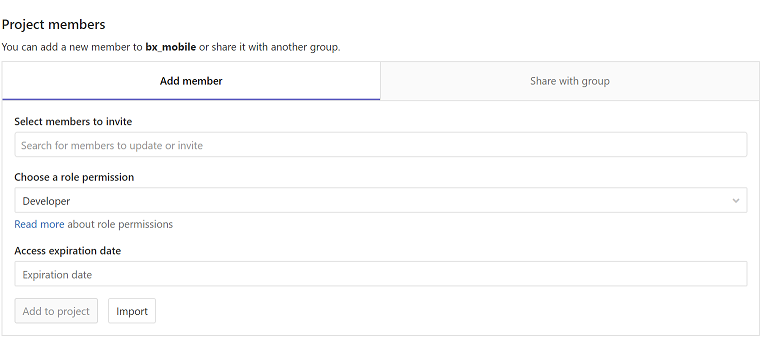 Project members
You can add a new member to bx_mobile or share it with another group.
Add member
Share with group
Select members to invite
Search for members to update or invite
Choose a role permission
Developer
Read more about role permissions
Access expiration date
Expiration date
Add to project
Import